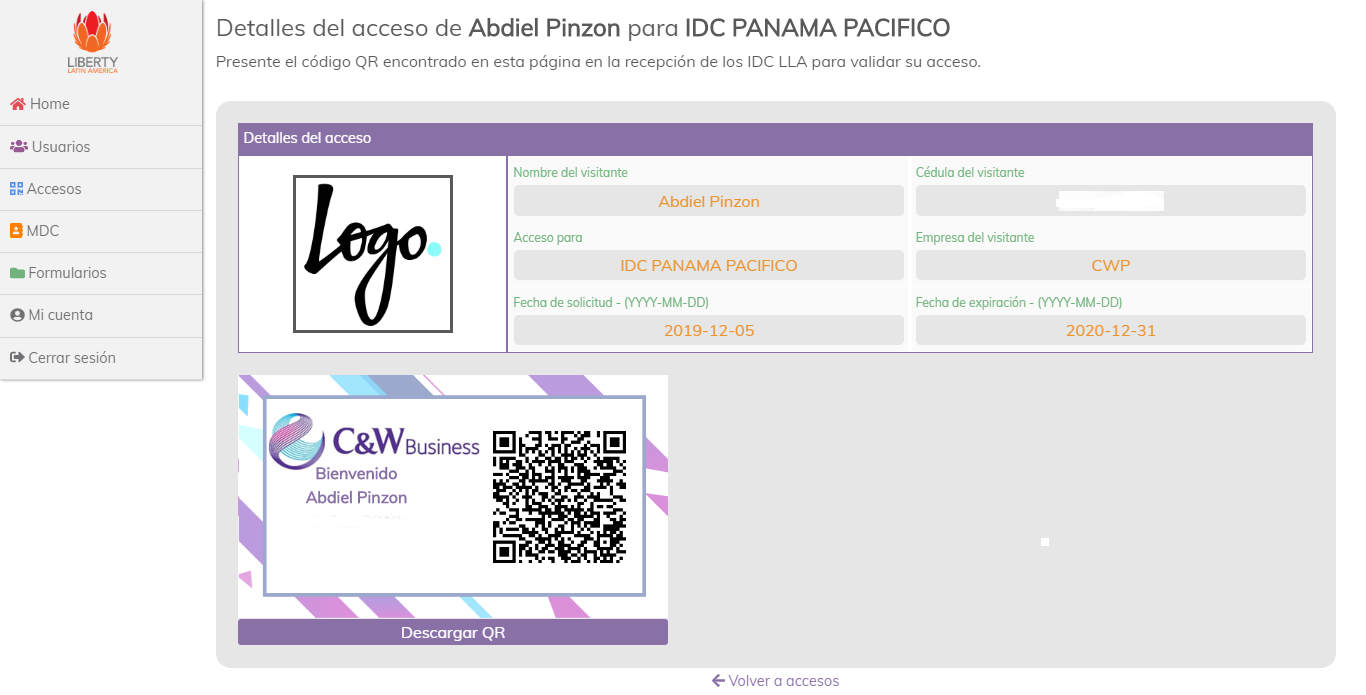 LIBERTY
LATIN AMERICA
Home
Usuarios
Accesos
MDC
Formularios
Mi cuenta
Cerrar sesión
Detalles del acceso de Abdiel Pinzon para IDC PANAMA PACIFICO
Presente el código QR encontrado en esta página en la recepción de los IDC LLA para validar su acceso.
Detalles del acceso
Logo.
Nombre del visitante
Abdiel Pinzon
Cédula del visitante
Acceso para
IDC PANAMA PACIFICO
Empresa del visitante
CWP
Fecha de solicitud - (YYYY-MM-DD)
2019-12-05
Fecha de expiración - (YYYY-MM-DD)
2020-12-31
C&W Business
Bienvenido
Abdiel Pinzon
Descargar QR
Volver a accesos